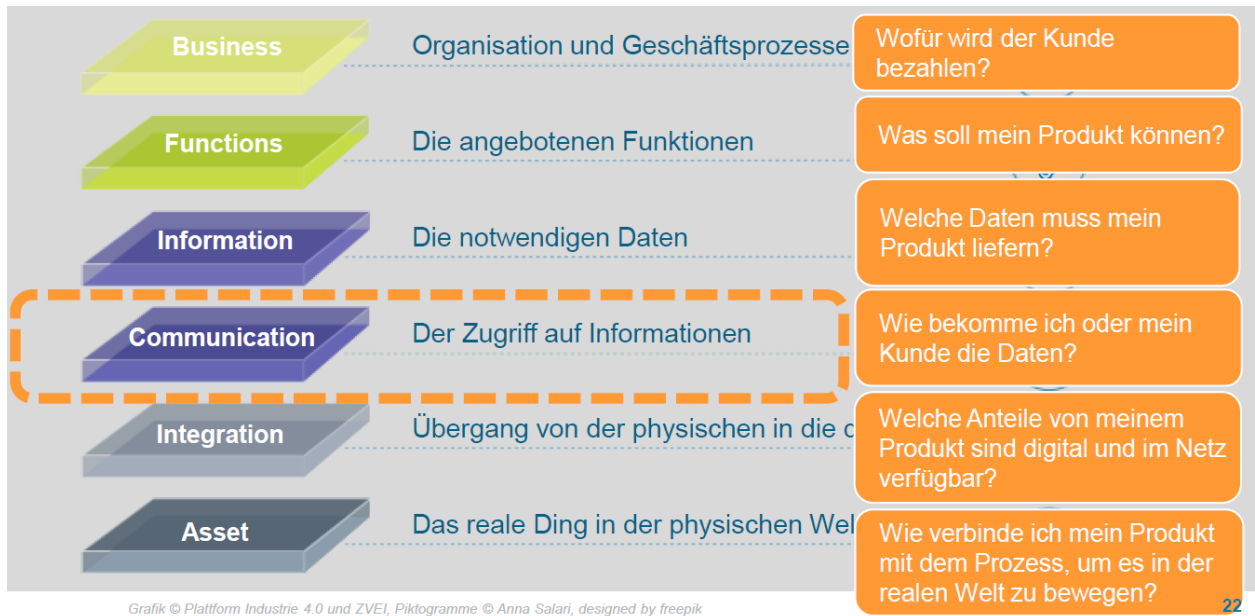 Business
Organisation und Geschäftsprozesse
Wofür wird der Kunde
bezahlen?
Functions
Die angebotenen Funktionen
Was soll mein Produkt können?
Information
Die notwendigen Daten
Welche Daten muss mein
Produkt liefern?
Communication
Der Zugriff auf Informationen
Wie bekomme ich oder mein
Kunde die Daten?
Integration
Übergang von der physischen in die
Welche Anteile von meinem
Produkt sind digital und im Netz
verfügbar?
Asset
Das reale Ding in der physischen Wel
Wie verbinde ich mein Produkt
mit dem Prozess, um es in der
realen Welt zu bewegen?
Grafik © Plattform Industrie 4.0 und ZVEI, Piktogramme © Anna Salari, designed by freepik
22